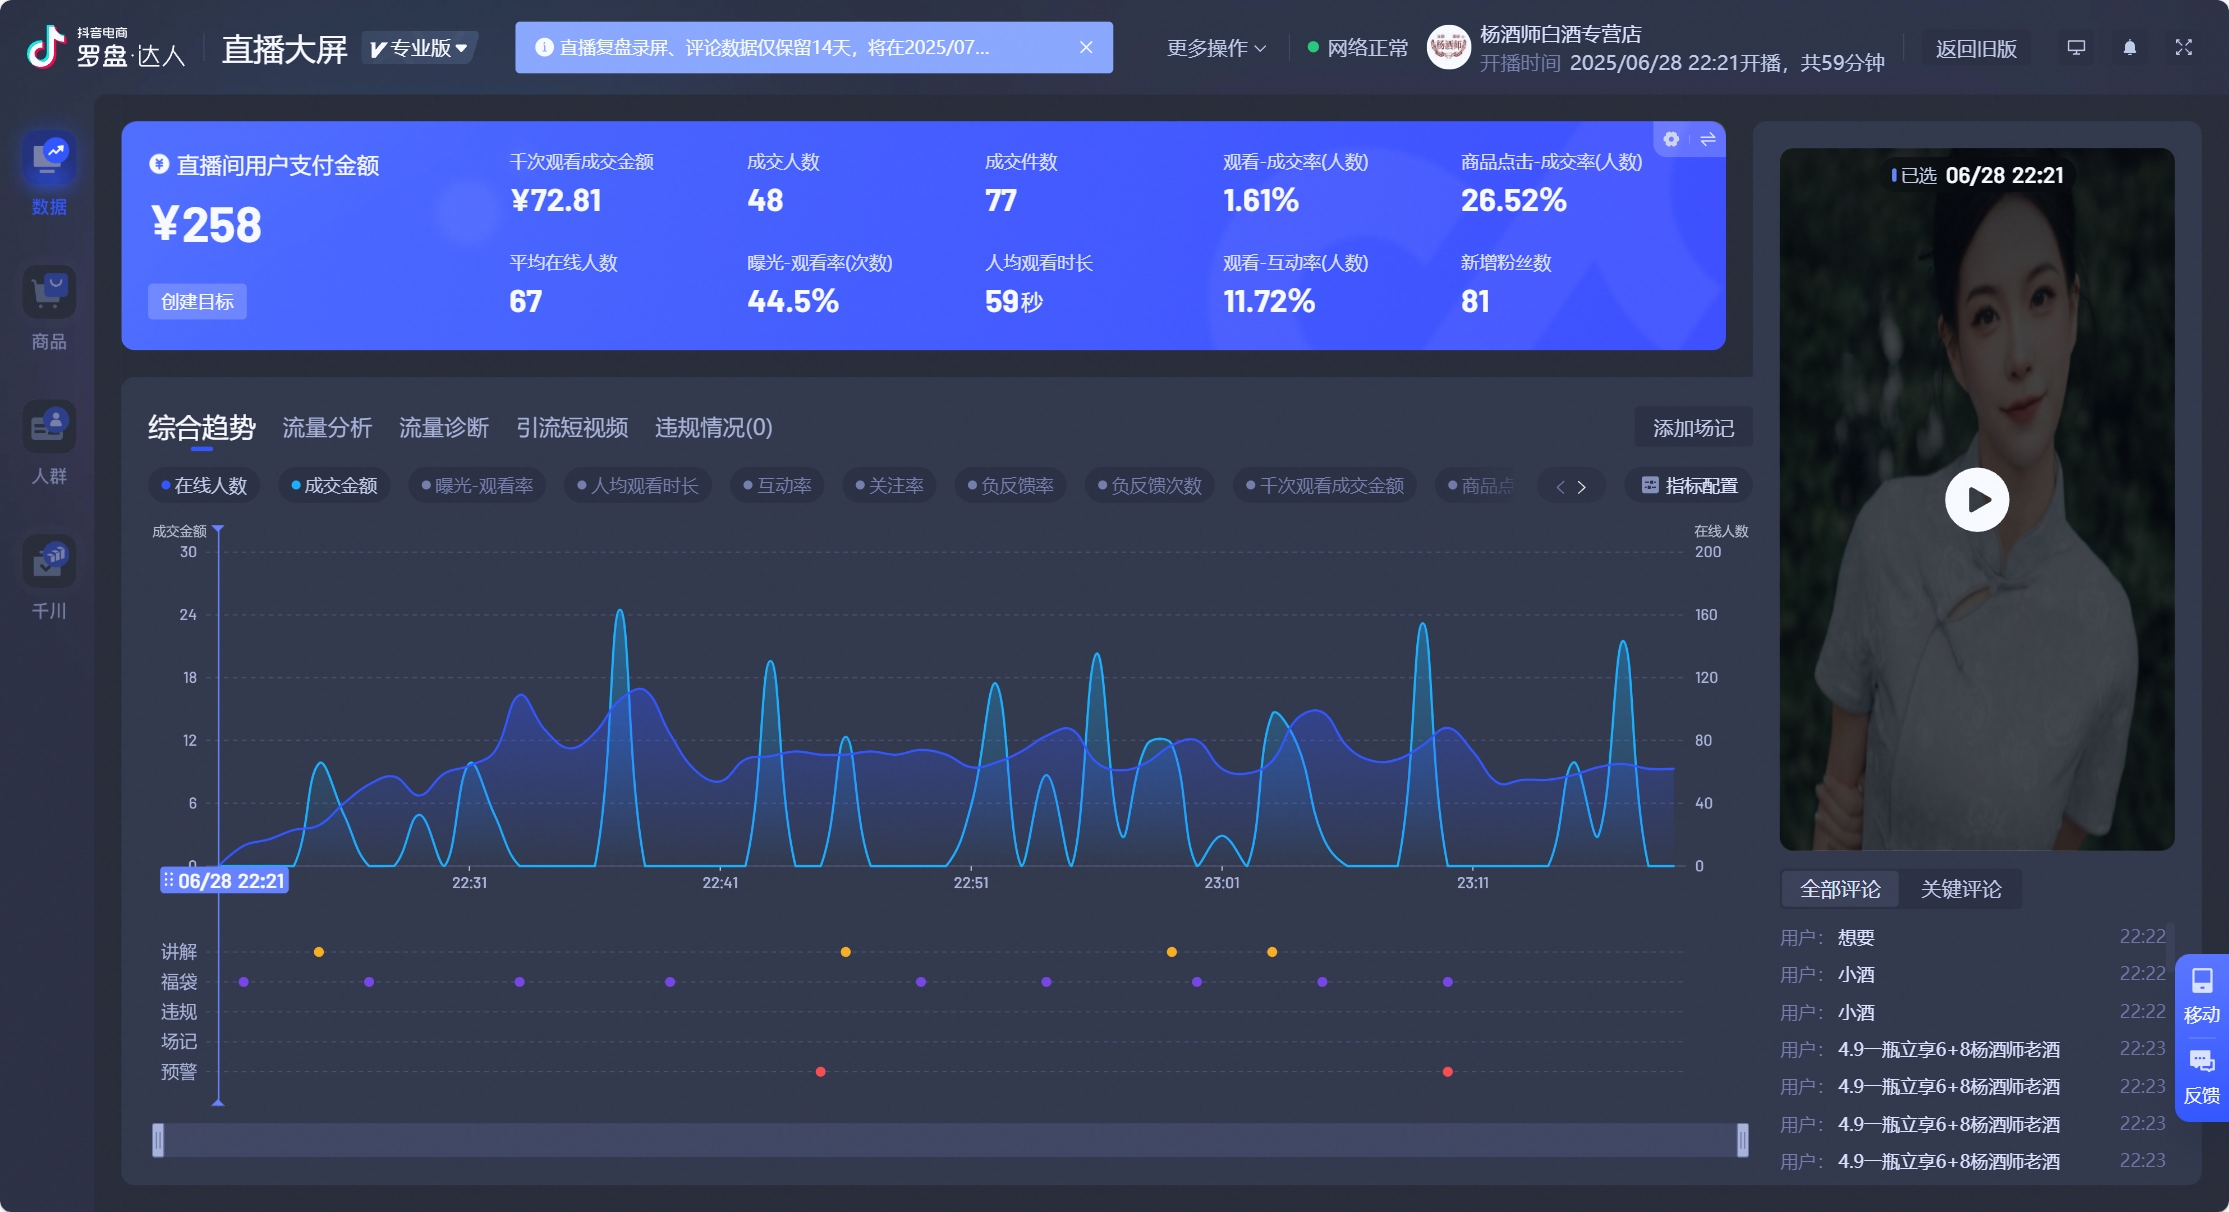 抖音电商
罗盘·达人
直播大屏
专业版
直播复盘录屏、评论数据仅保留14天，将在2025/07...
更多操作
网络正常
杨酒师白酒专营店
开播时间 2025/06/28 22:21开播，共59分钟
返回旧版
数据
商品
人群
千川
直播间用户支付金额
¥258
创建目标
千次观看成交金额
¥72.81
成交人数
48
成交件数
77
观看-成交率(人数)
1.61%
商品点击-成交率(人数)
26.52%
平均在线人数
67
曝光-观看率(次数)
44.5%
人均观看时长
59秒
观看-互动率(人数)
11.72%
新增粉丝数
81
综合趋势 流量分析 流量诊断 引流短视频 违规情况(0)
添加场记
在线人数 成交金额 曝光-观看率 人均观看时长 互动率 关注率 负反馈率 负反馈次数 千次观看成交金额 商品点
指标配置
成交金额
30
24
18
12
6
0
在线人数
200
160
120
80
40
0
06/28 22:21
22:31
22:41
22:51
23:01
23:11
讲解
福袋
违规
场记
预警
已选 06/28 22:21
杨酒师
全部评论 关键评论
用户： 想要 22:22
用户： 小酒 22:22
用户： 小酒 22:22
用户： 4.9一瓶立享6+8杨酒师老酒 22:23
用户： 4.9一瓶立享6+8杨酒师老酒 22:23
用户： 4.9一瓶立享6+8杨酒师老酒 22:23
用户： 4.9一瓶立享6+8杨酒师老酒 22:23
移动
反馈